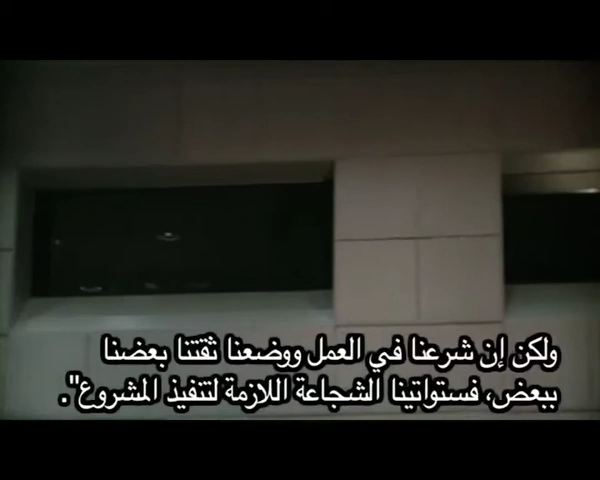 ولكن إن شرعنا في العمل ووضعنا ثقتنا بعضنا
ببعض، فستواتينا الشجاعة اللازمة لتنفيذ المشروع".